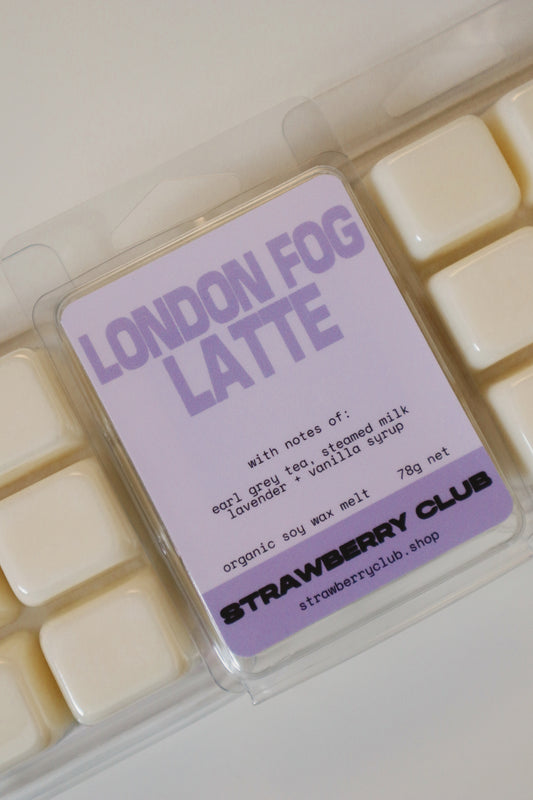 LONDON FOG
LATTE
with notes of:
earl grey tea, steamed milk
lavender + vanilla syrup
organic soy wax melt 78g net
STRAWBERRY CLUB
strawberryclub.shop